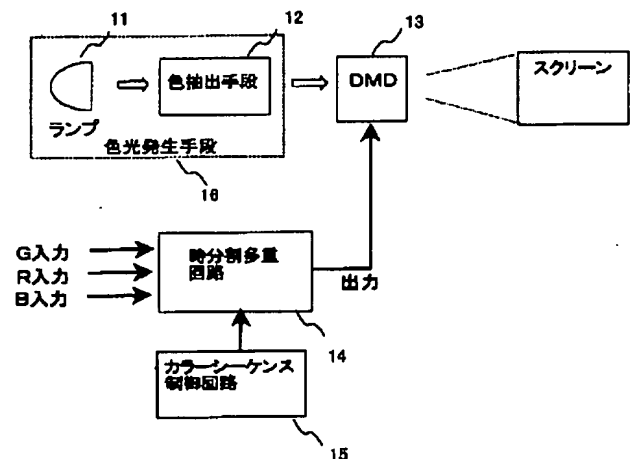 11
12
13
色抽出手段
DMD
スクリーン
ランプ
色光発生手段
16
G入力
R入力
B入力
時分割多重
回路
出力
14
カラーシーケンス
制御回路
15